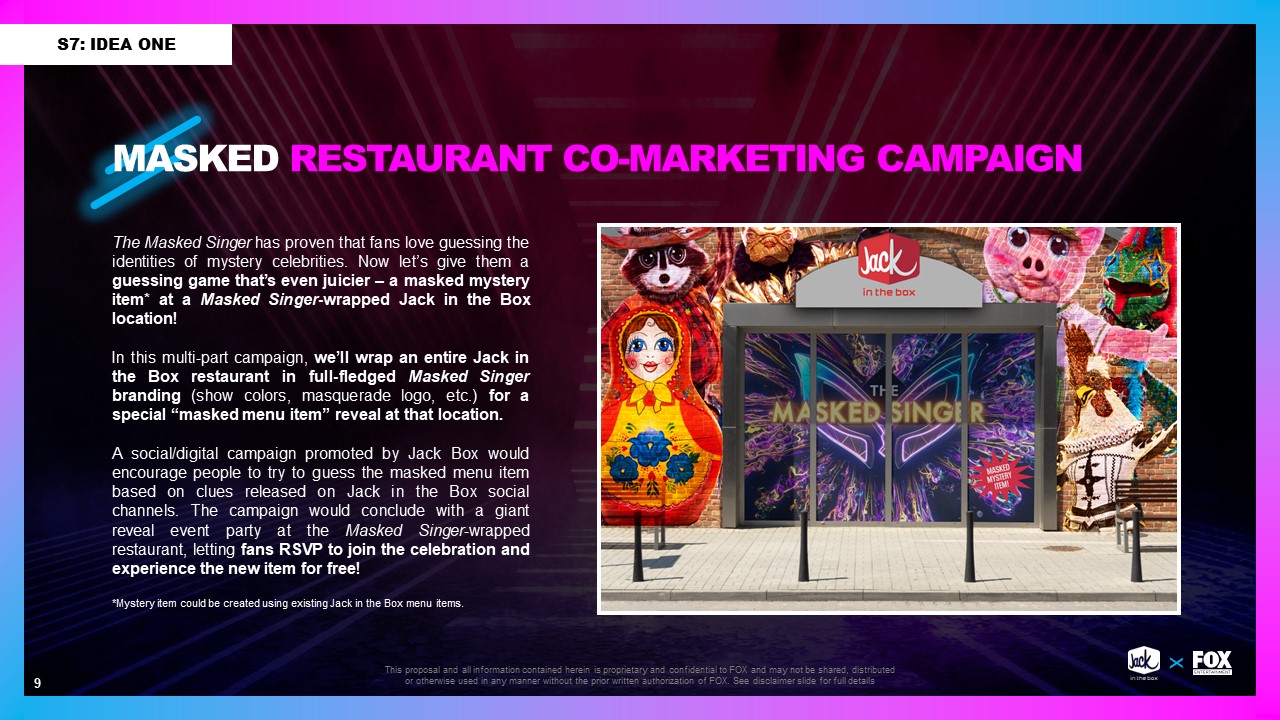 S7: IDEA ONE
MASKED RESTAURANT CO-MARKETING CAMPAIGN
The Masked Singer has proven that fans love guessing the
identities of mystery celebrities. Now let’s give them a
guessing game that’s even juicier – a masked mystery
item* at a Masked Singer-wrapped Jack in the Box
location!
In this multi-part campaign, we’ll wrap an entire Jack in
the Box restaurant in full-fledged Masked Singer
branding (show colors, masquerade logo, etc.) for a
special “masked menu item” reveal at that location.
A social/digital campaign promoted by Jack Box would
encourage people to try to guess the masked menu item
based on clues released on Jack in the Box social
channels. The campaign would conclude with a giant
reveal event party at the Masked Singer-wrapped
restaurant, letting fans RSVP to join the celebration and
experience the new item for free!
*Mystery item could be created using existing Jack in the Box menu items.
Jack
in the box
THE
MASKED SINGER
MASKED
MYSTERY
ITEM!
This proposal and all information contained herein is proprietary and confidential to FOX and may not be shared, distributed
or otherwise used in any manner without the prior written authorization of FOX. See disclaimer slide for full details
9
Jack
in the box
X
FOX
ENTERTAINMENT